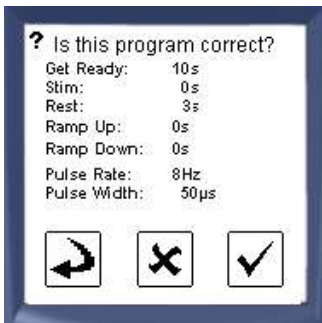 ? Is this program correct?
Get Ready: 10s
Stim: 0s
Rest: 3s
Ramp Up: 0s
Ramp Down: 0s
Pulse Rate: 8Hz
Pulse Width: 50µs